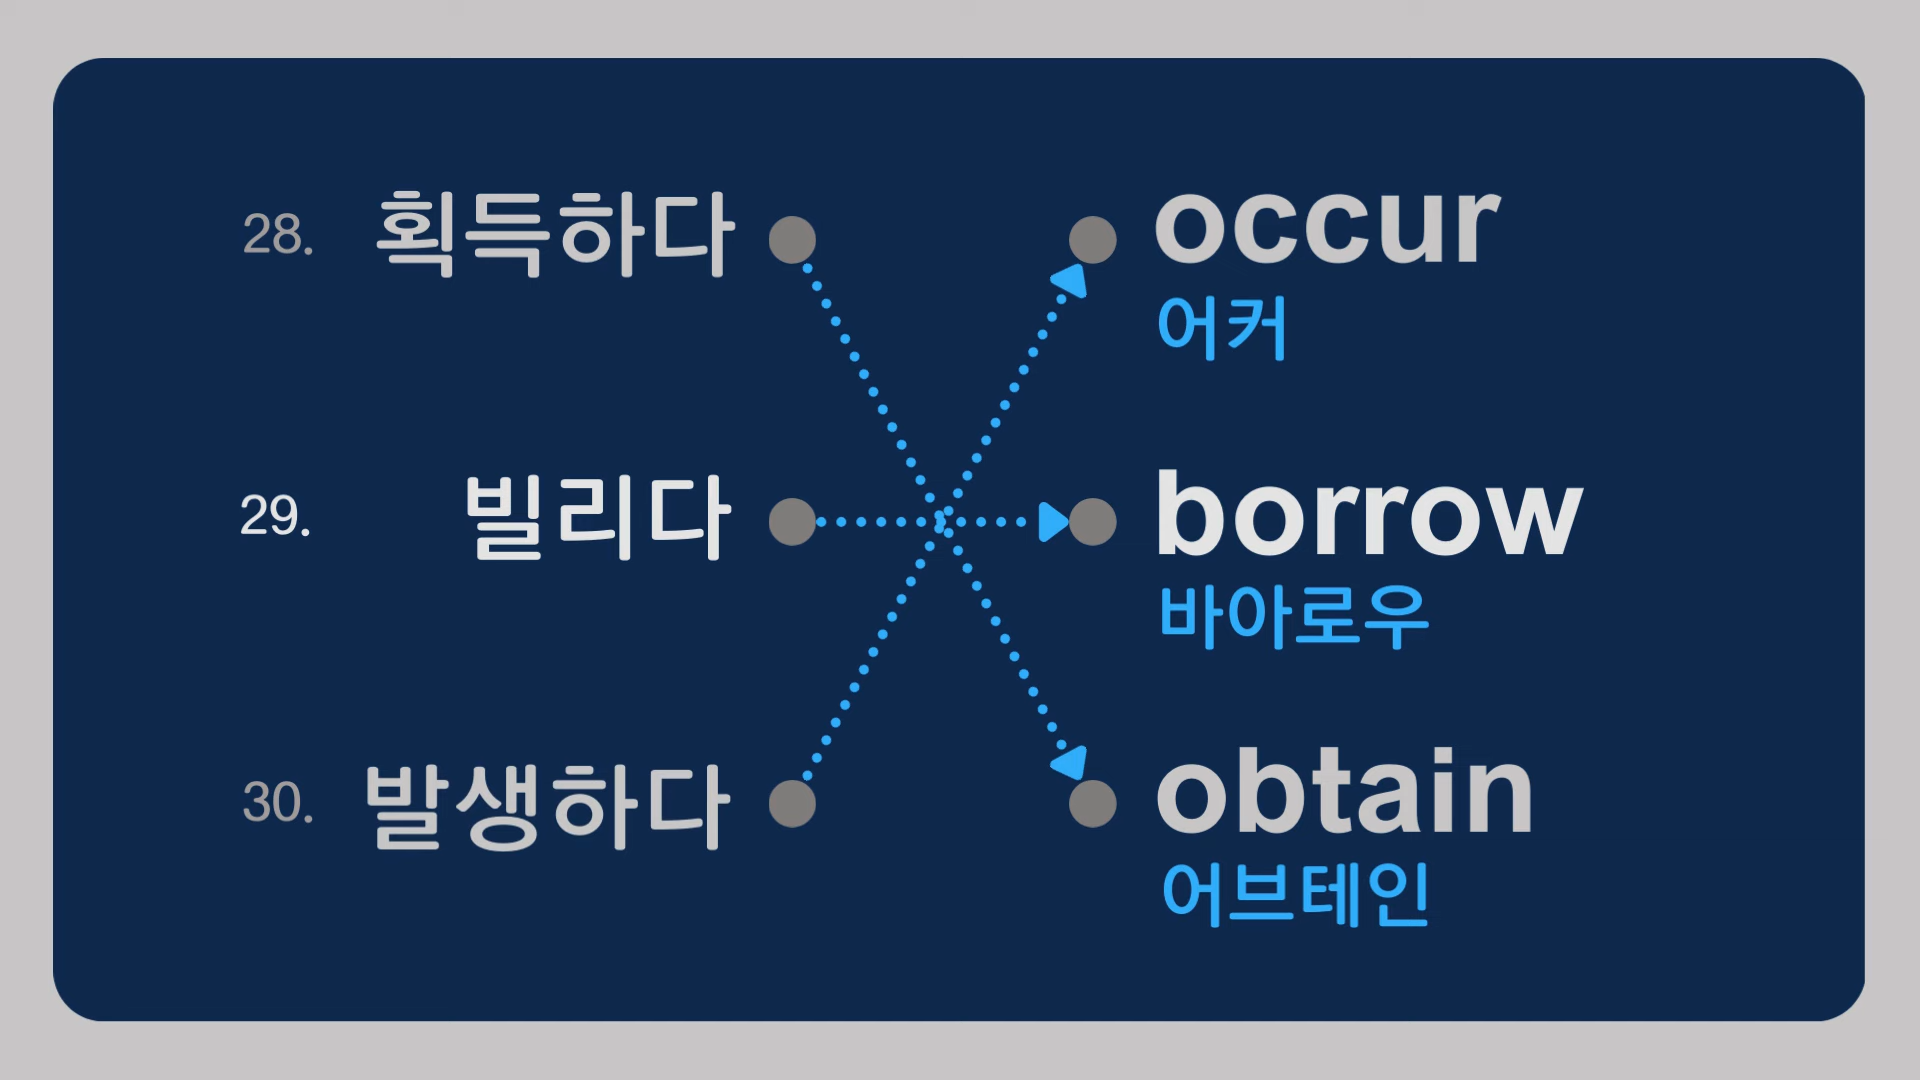 28. 획득하다 occur
어커
29. 빌리다 borrow
바아로우
30. 발생하다 obtain
어브테인